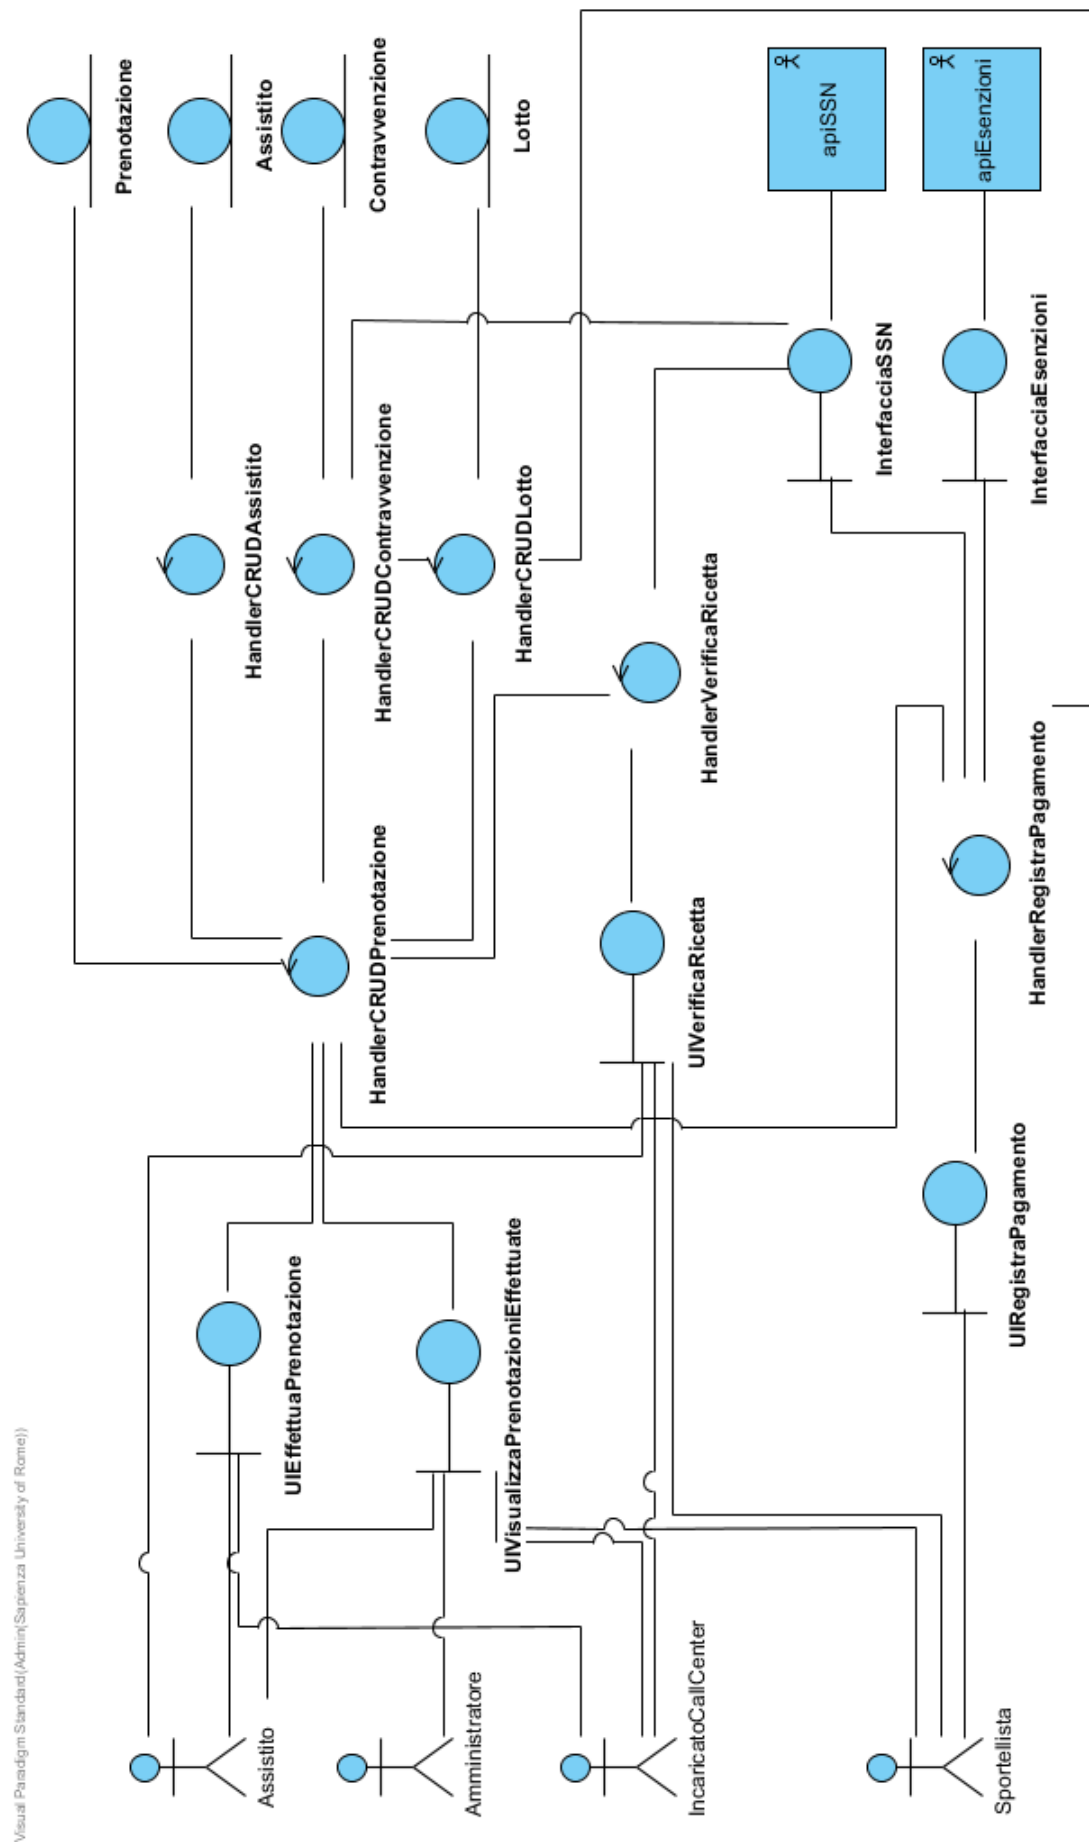 Visual Paradigm Standard(Admin(Sapienza University of Rome))
Assistito
Amministratore
IncaricatoCallCenter
Sportellista
UIEffettuaPrenotazione
UIVisualizzaPrenotazioniEffettuate
UIVerificaRicetta
UIRegistraPagamento
HandlerCRUDPrenotazione
HandlerRegistraPagamento
HandlerCRUDAssistito
HandlerCRUDContravvenzione
HandlerCRUDLotto
HandlerVerificaRicetta
InterfacciaSSN
InterfacciaEsenzioni
Prenotazione
Assistito
Contravvenzione
Lotto
apiSSN
apiEsenzioni